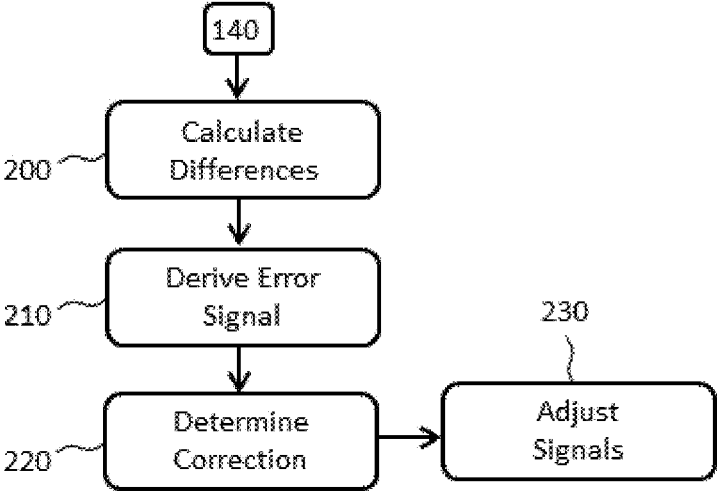 140
Calculate
Differences
200
Derive Error
Signal
210
230
Determine
Correction
220
Adjust
Signals